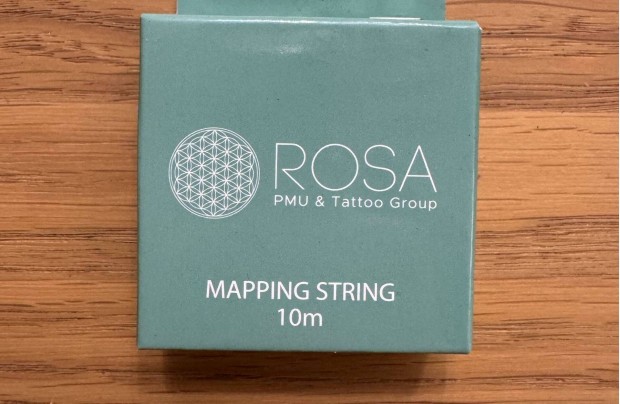 ROSA
PMU & Tattoo Group
MAPPING STRING
10m